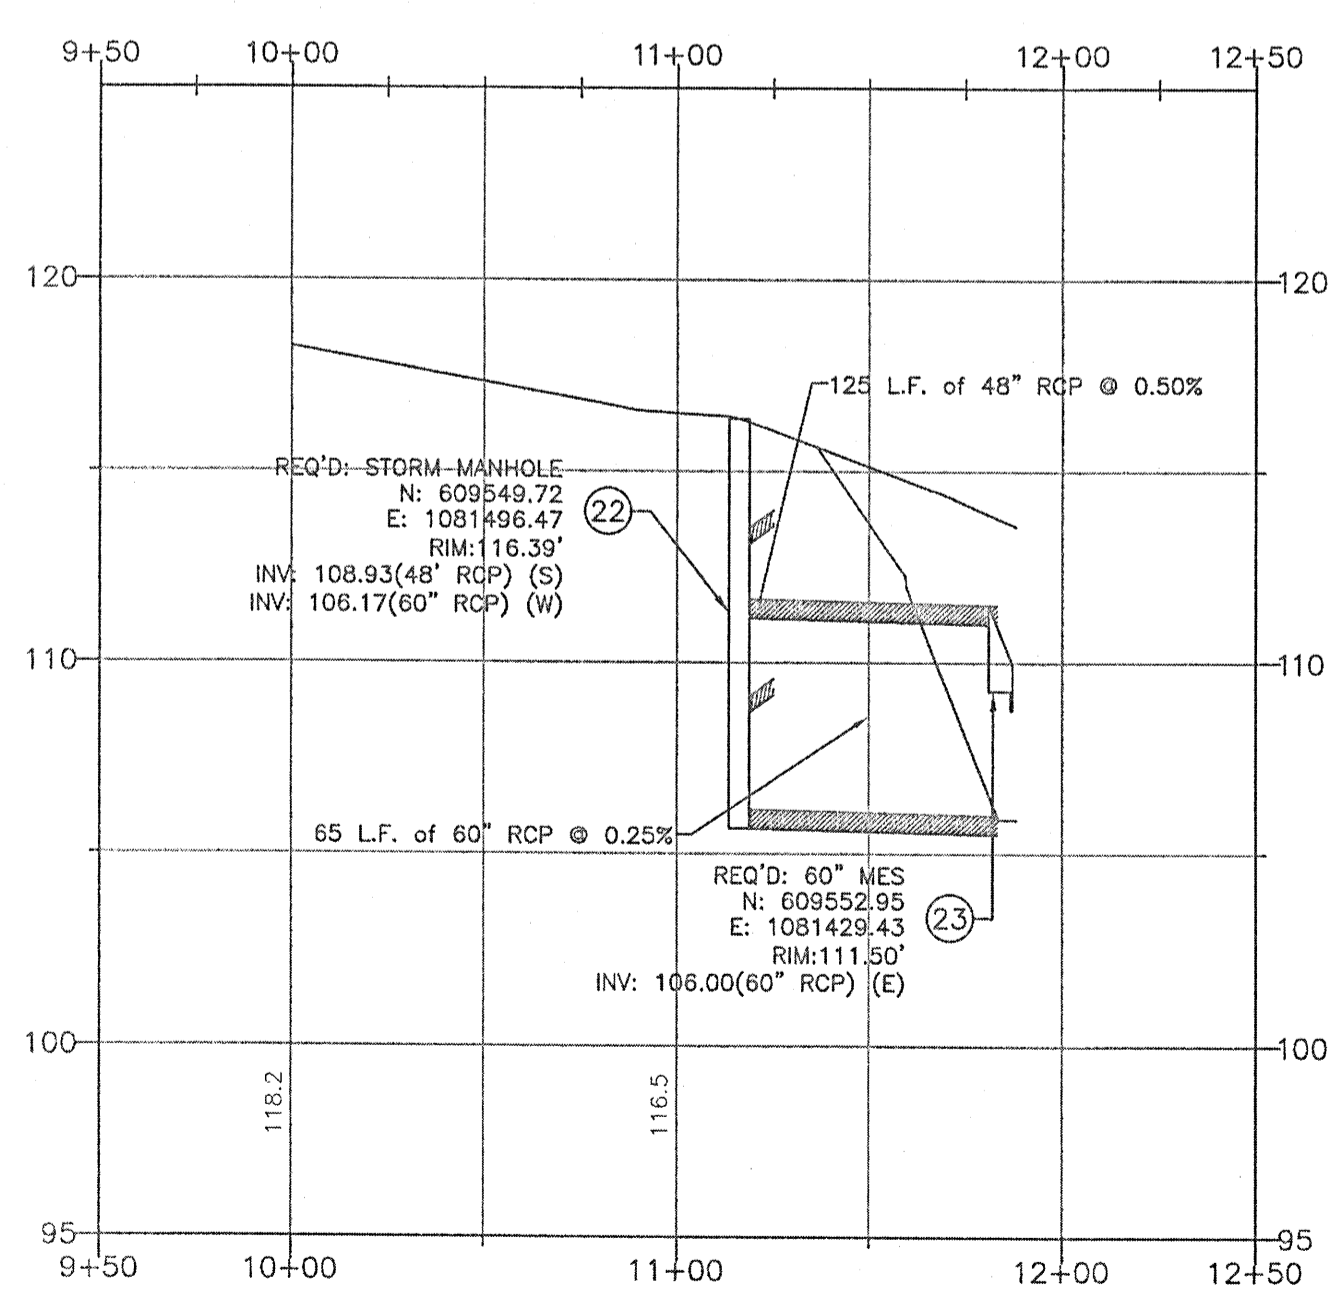 9+50 10+00 11+00 12+00 12+50
120 120
125 L.F. of 48" RCP @ 0.50%
REQ'D: STORM MANHOLE
N: 609549.72
E: 1081496.47
RIM:116.39'
INV: 108.93(48' RCP) (S)
INV: 106.17(60" RCP) (W)
22
110 110
65 L.F. of 60" RCP @ 0.25%
REQ'D: 60" MES
N: 609552.95
E: 1081429.43
RIM:111.50'
INV: 106.00(60" RCP) (E)
23
100 100
118.2
116.5
95 95
9+50 10+00 11+00 12+00 12+50